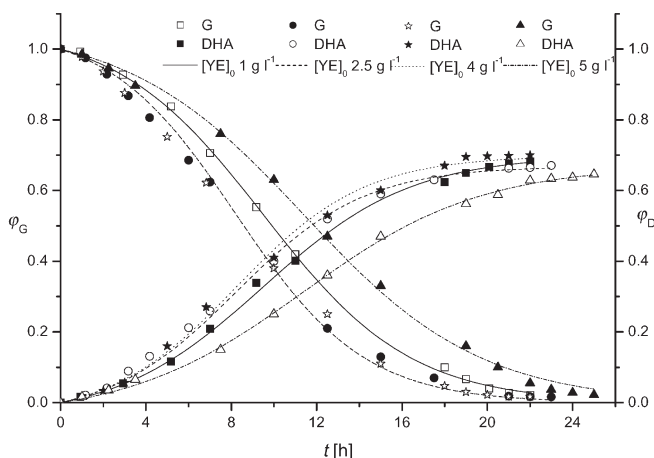 G G G G
DHA DHA DHA DHA
[YE]₀ 1 g l⁻¹ [YE]₀ 2.5 g l⁻¹ [YE]₀ 4 g l⁻¹ [YE]₀ 5 g l⁻¹
1.0 1.0
0.8 0.8
0.6 0.6
φG φD
0.4 0.4
0.2 0.2
0.0 0.0
0 4 8 12 16 20 24 26
t [h]